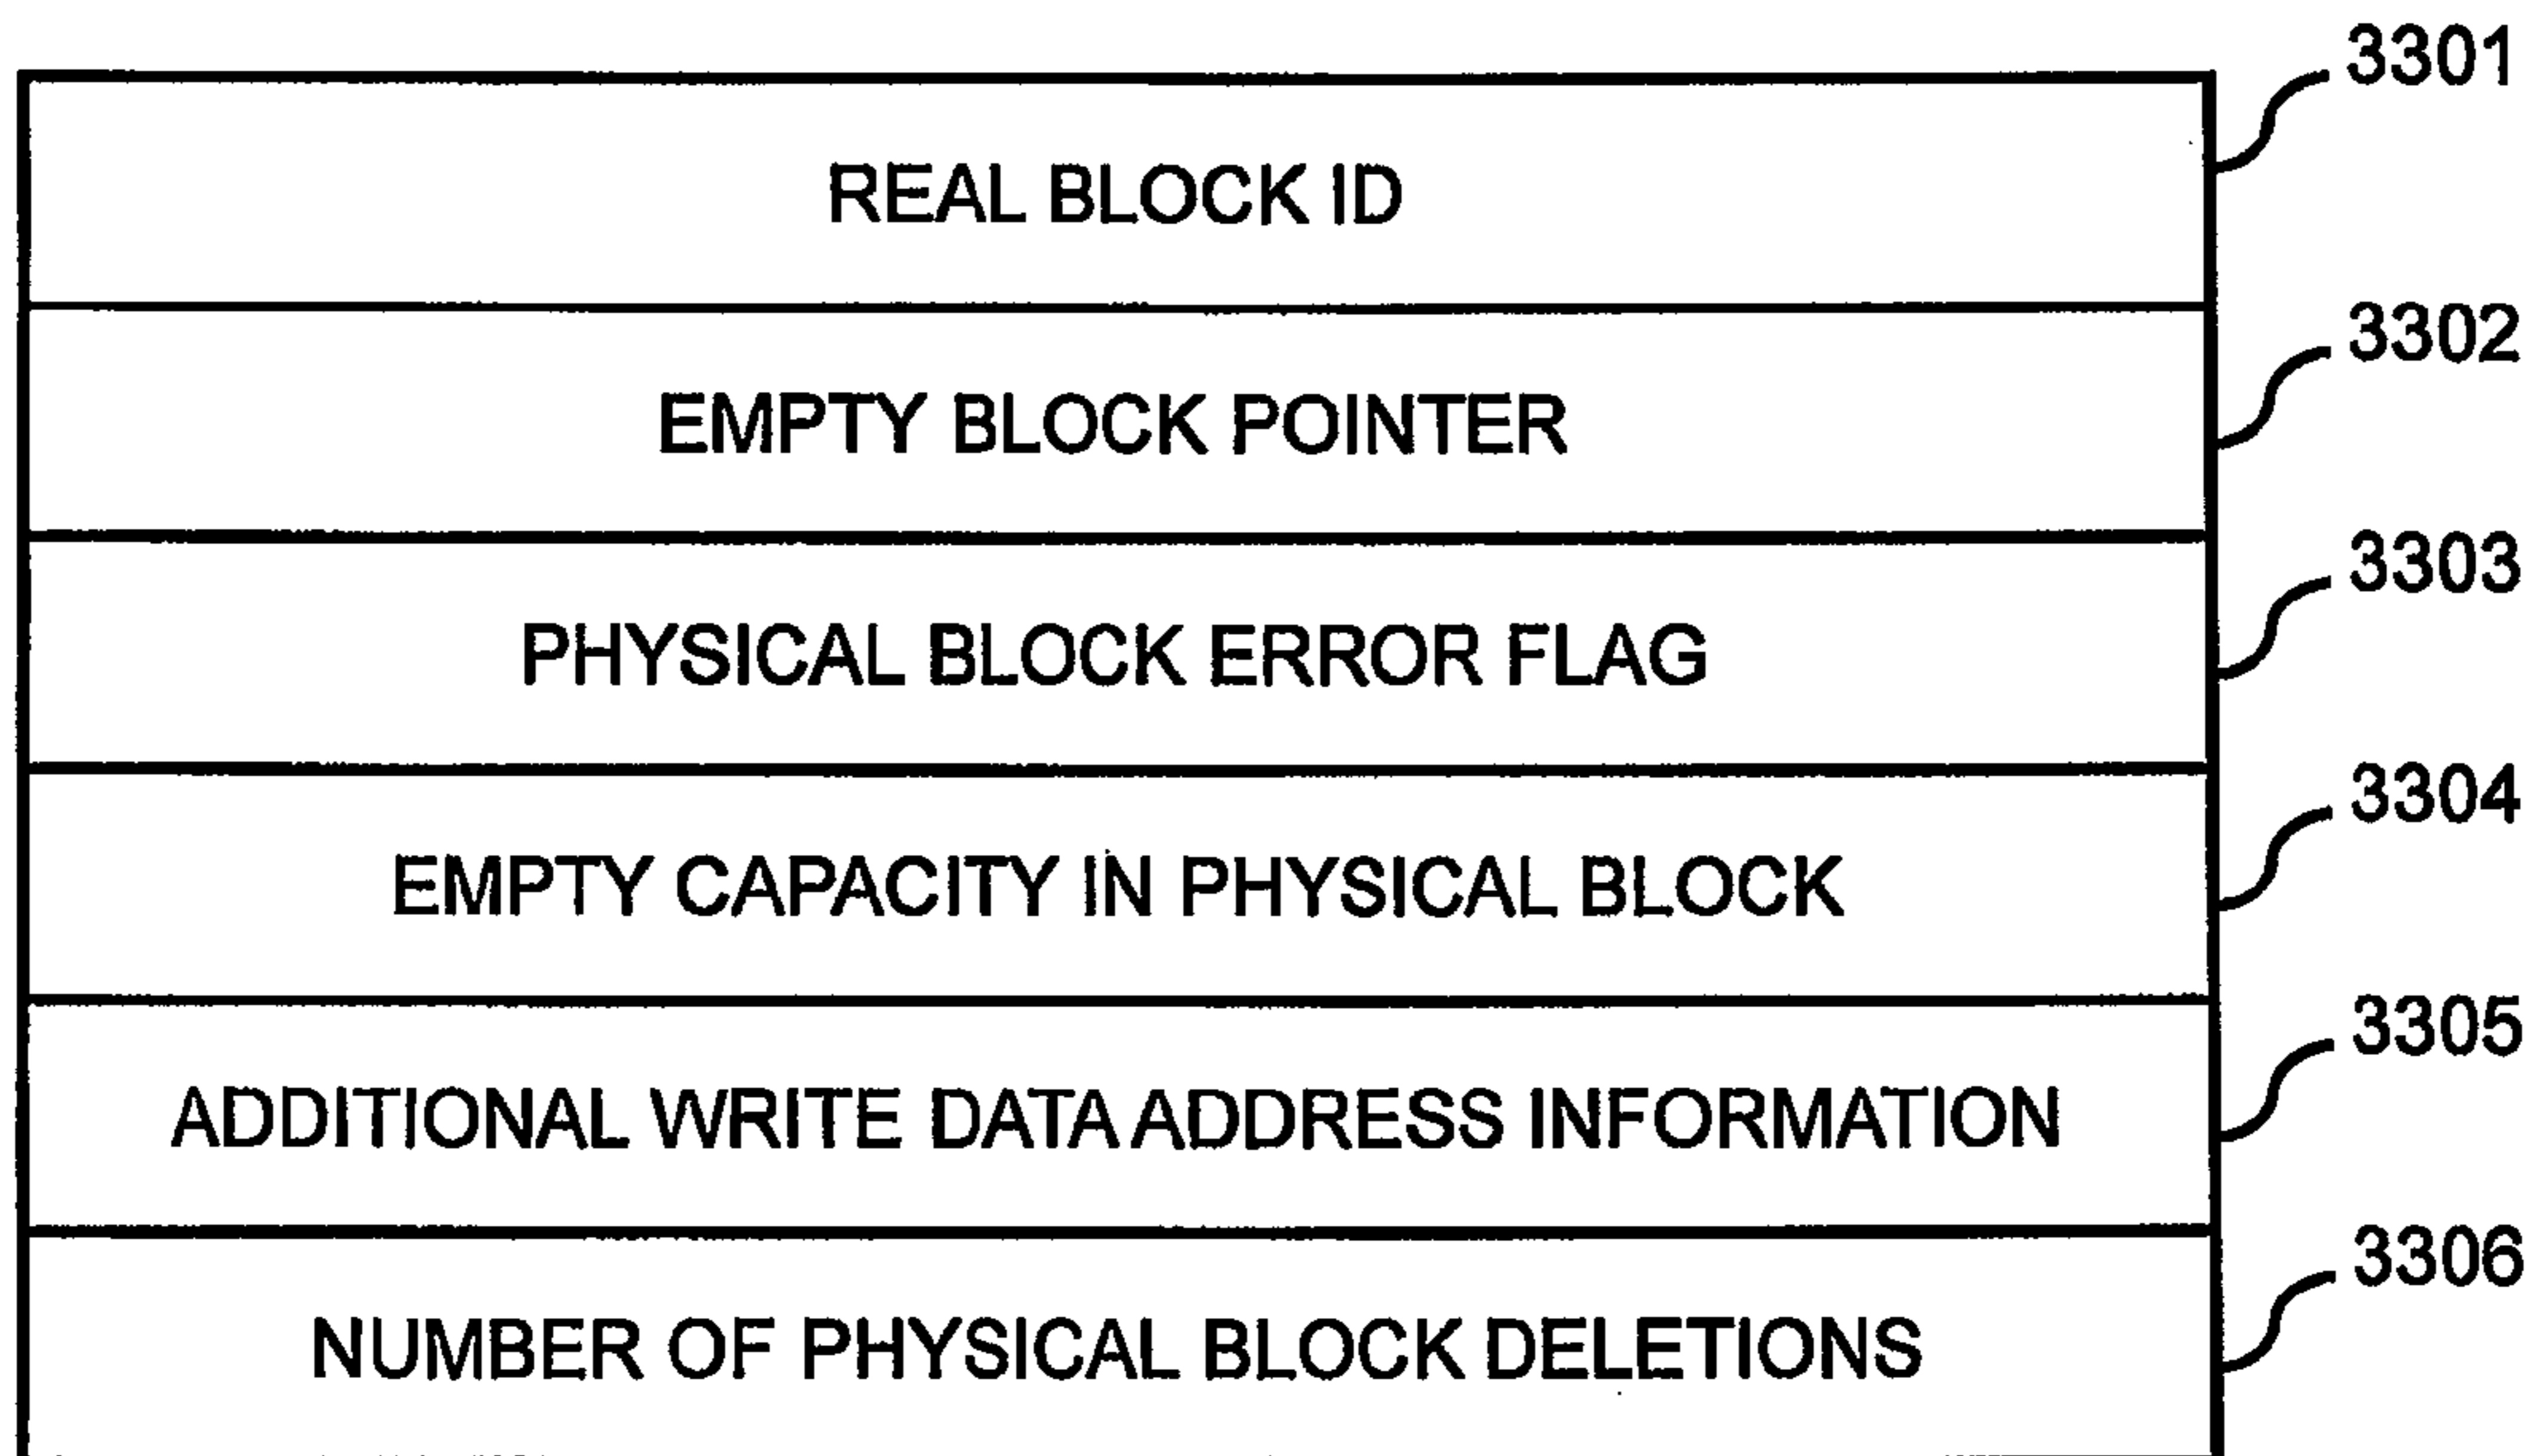 3301
REAL BLOCK ID
3302
EMPTY BLOCK POINTER
3303
PHYSICAL BLOCK ERROR FLAG
3304
EMPTY CAPACITY IN PHYSICAL BLOCK
3305
ADDITIONAL WRITE DATA ADDRESS INFORMATION
3306
NUMBER OF PHYSICAL BLOCK DELETIONS